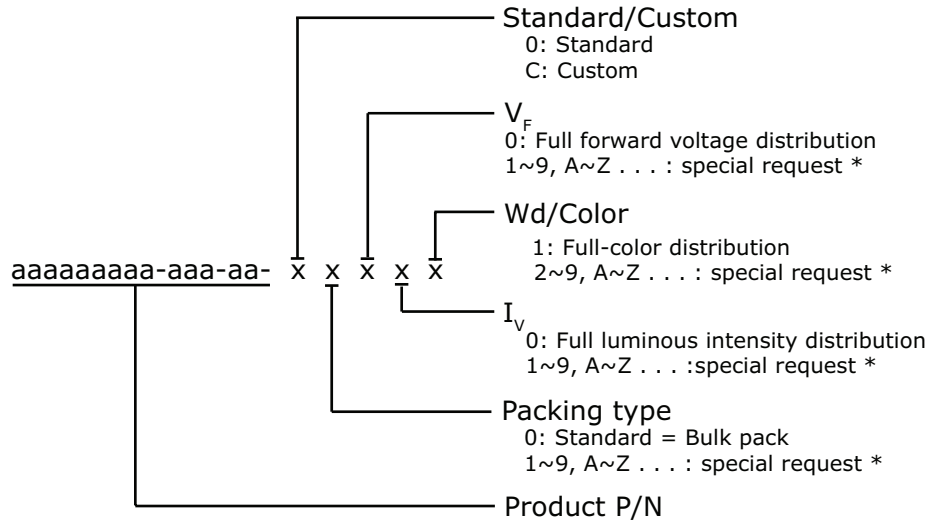 Standard/Custom
0: Standard
C: Custom
VF
0: Full forward voltage distribution
1~9, A~Z . . . : special request *
Wd/Color
1: Full-color distribution
2~9, A~Z . . . : special request *
aaaaaaaaa-aaa-aa- x x x x x
IV
0: Full luminous intensity distribution
1~9, A~Z . . . :special request *
Packing type
0: Standard = Bulk pack
1~9, A~Z . . . : special request *
Product P/N